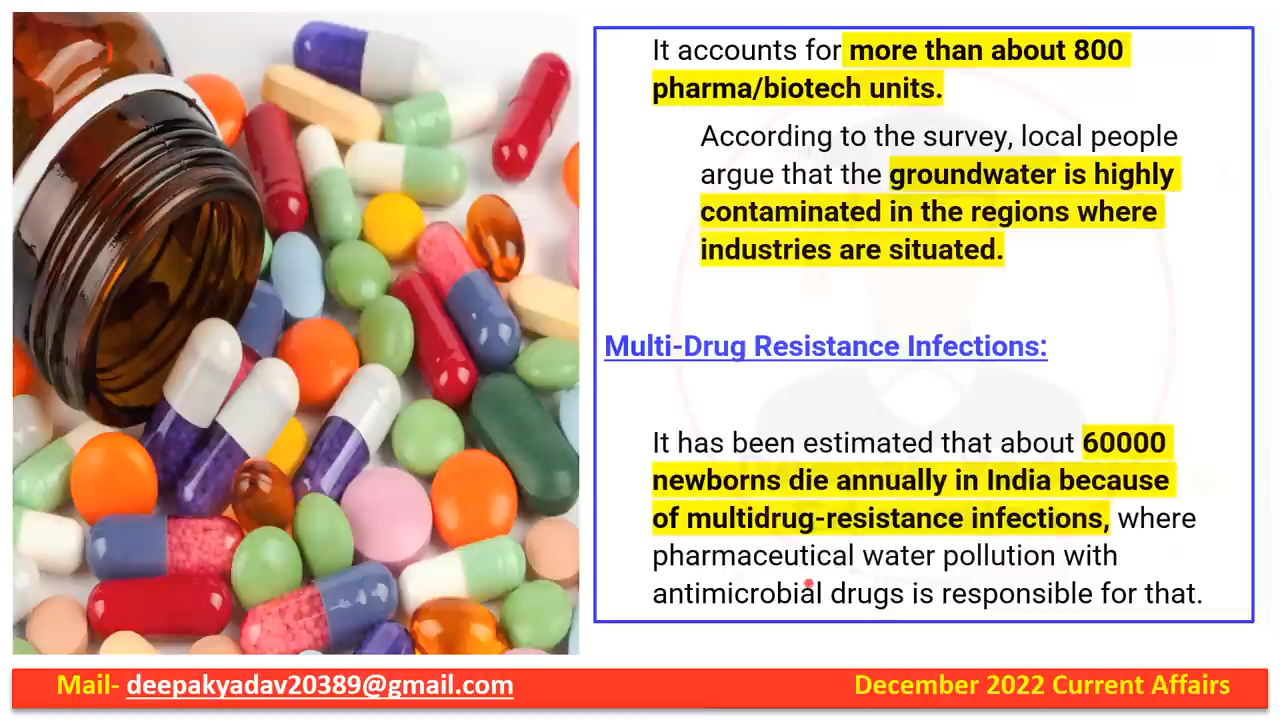 It accounts for more than about 800
pharma/biotech units.
According to the survey, local people
argue that the groundwater is highly
contaminated in the regions where
industries are situated.
Multi-Drug Resistance Infections:
It has been estimated that about 60000
newborns die annually in India because
of multidrug-resistance infections, where
pharmaceutical water pollution with
antimicrobial drugs is responsible for that.
Mail- deepakyadav20389@gmail.com
December 2022 Current Affairs